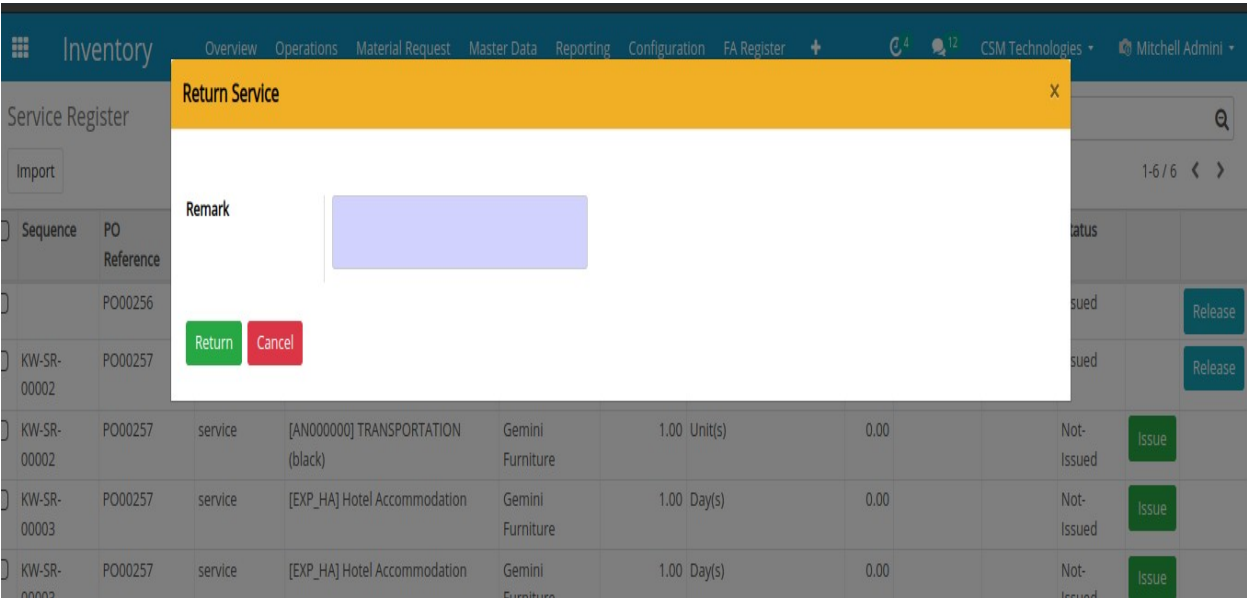 Inventory Overview Operations Material Request Master Data Reporting Configuration FA Register + 4 12 CSM Technologies Mitchell Admini
Return Service X
Service Register
Import
1-6 / 6
Remark
Sequence PO
Reference
tatus
PO00256 sued Release
Return Cancel
KW-SR-
00002 PO00257 sued Release
KW-SR-
00002 PO00257 service [AN000000] TRANSPORTATION
(black) Gemini
Furniture 1.00 Unit(s) 0.00 Not-
Issued Issue
KW-SR-
00003 PO00257 service [EXP_HA] Hotel Accommodation Gemini
Furniture 1.00 Day(s) 0.00 Not-
Issued Issue
KW-SR-
00003 PO00257 service [EXP_HA] Hotel Accommodation Gemini
Furniture 1.00 Day(s) 0.00 Not-
Issued Issue